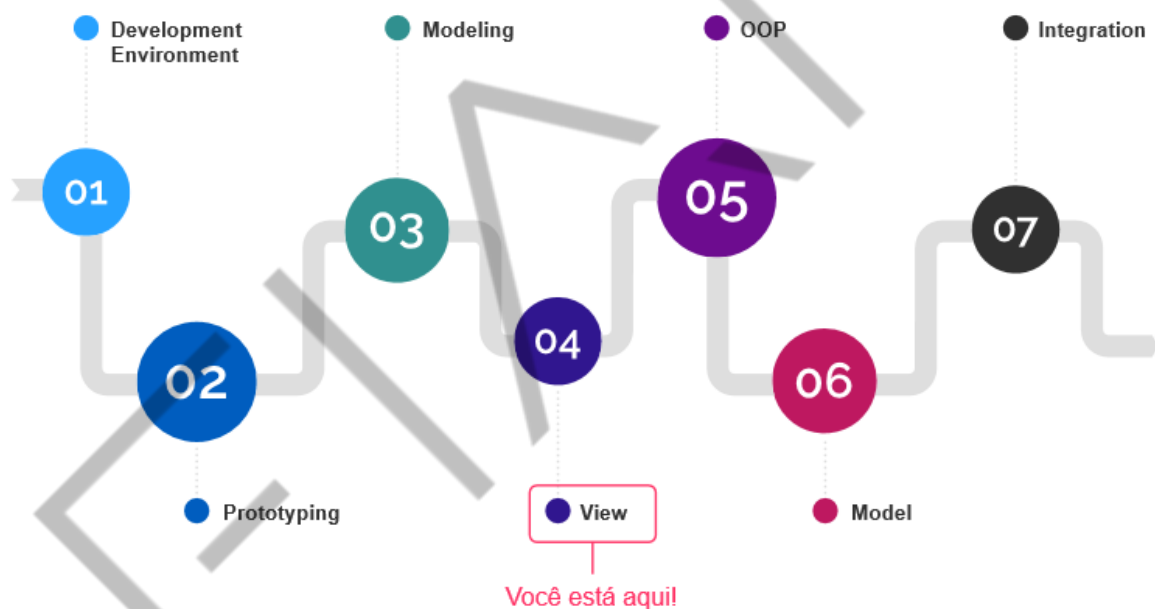 Development
Environment
Modeling
OOP
Integration
01
03
05
07
02
04
06
Prototyping
View
Model
Você está aqui!